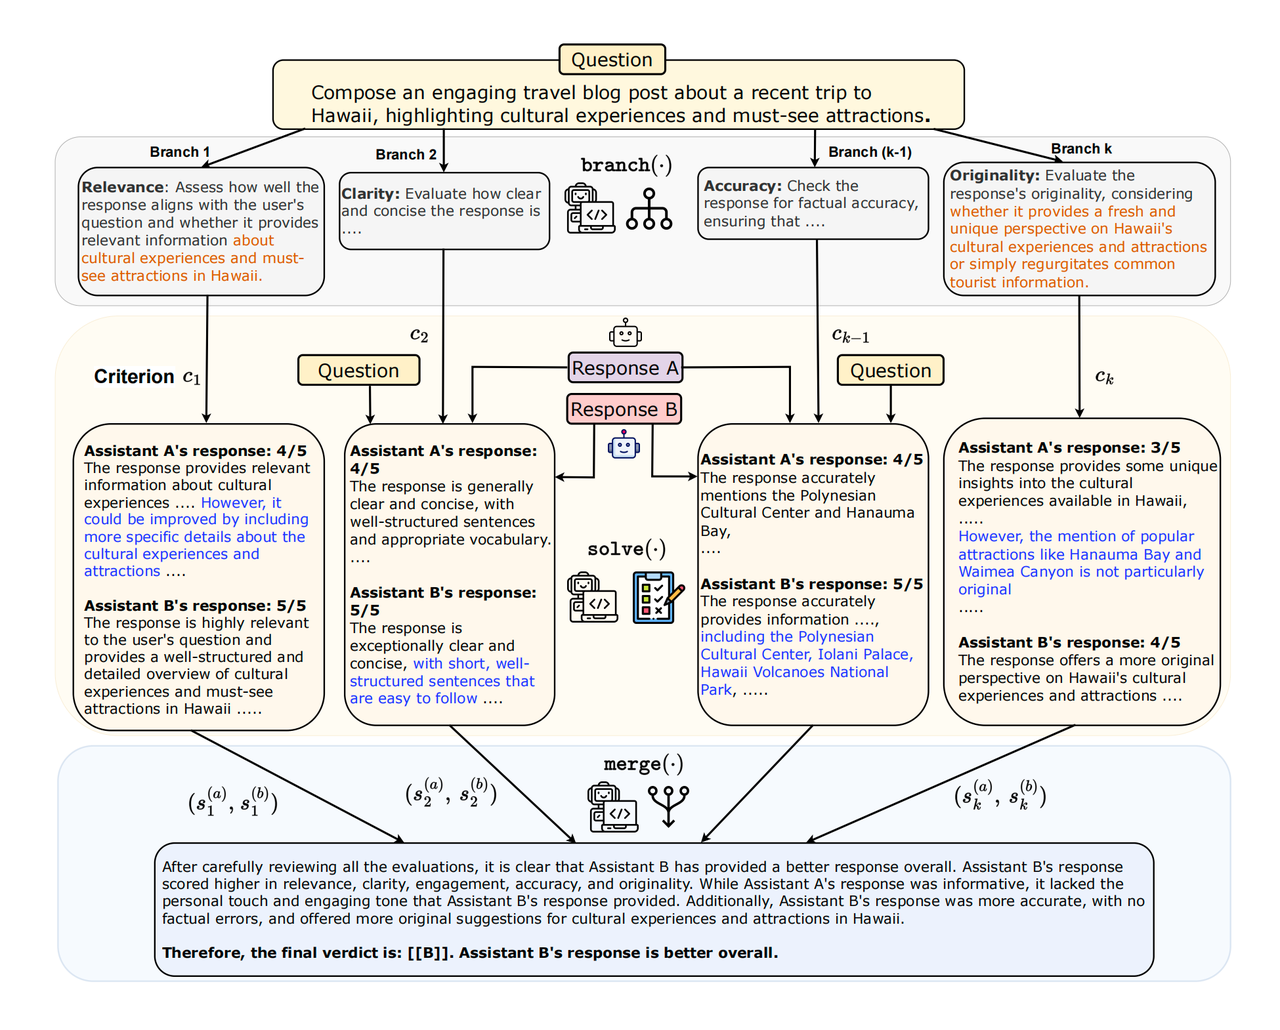 Question
Compose an engaging travel blog post about a recent trip to
Hawaii, highlighting cultural experiences and must-see attractions.
Branch 1
Branch 2
branch(·)
Branch (k-1)
Branch k
Relevance: Assess how well the
response aligns with the user's
question and whether it provides
relevant information about
cultural experiences and must-
see attractions in Hawaii.
Clarity: Evaluate how clear
and concise the response is
....
Accuracy: Check the
response for factual accuracy,
ensuring that ....
Originality: Evaluate the
response's originality, considering
whether it provides a fresh and
unique perspective on Hawaii's
cultural experiences and attractions
or simply regurgitates common
tourist information.
Criterion c_1
c_2
c_{k-1}
c_k
Question
Response A
Response B
Question
Assistant A's response: 4/5
The response provides relevant
information about cultural
experiences .... However, it
could be improved by including
more specific details about the
cultural experiences and
attractions ....
Assistant B's response: 5/5
The response is highly relevant
to the user's question and
provides a well-structured and
detailed overview of cultural
experiences and must-see
attractions in Hawaii .....
Assistant A's response:
4/5
The response is generally
clear and concise, with
well-structured sentences
and appropriate vocabulary.
....
Assistant B's response:
5/5
The response is
exceptionally clear and
concise, with short, well-
structured sentences that
are easy to follow ....
solve(·)
Assistant A's response: 4/5
The response accurately
mentions the Polynesian
Cultural Center and Hanauma
Bay,
....
Assistant B's response: 5/5
The response accurately
provides information ....,
including the Polynesian
Cultural Center, Iolani Palace,
Hawaii Volcanoes National
Park, .....
Assistant A's response: 3/5
The response provides some unique
insights into the cultural
experiences available in Hawaii,
.....
However, the mention of popular
attractions like Hanauma Bay and
Waimea Canyon is not particularly
original
.....
Assistant B's response: 4/5
The response offers a more original
perspective on Hawaii's cultural
experiences and attractions ....
merge(·)
(s_1^{(a)}, s_1^{(b)})
(s_2^{(a)}, s_2^{(b)})
(s_k^{(a)}, s_k^{(b)})
After carefully reviewing all the evaluations, it is clear that Assistant B has provided a better response overall. Assistant B's response
scored higher in relevance, clarity, engagement, accuracy, and originality. While Assistant A's response was informative, it lacked the
personal touch and engaging tone that Assistant B's response provided. Additionally, Assistant B's response was more accurate, with no
factual errors, and offered more original suggestions for cultural experiences and attractions in Hawaii.
Therefore, the final verdict is: [[B]]. Assistant B's response is better overall.